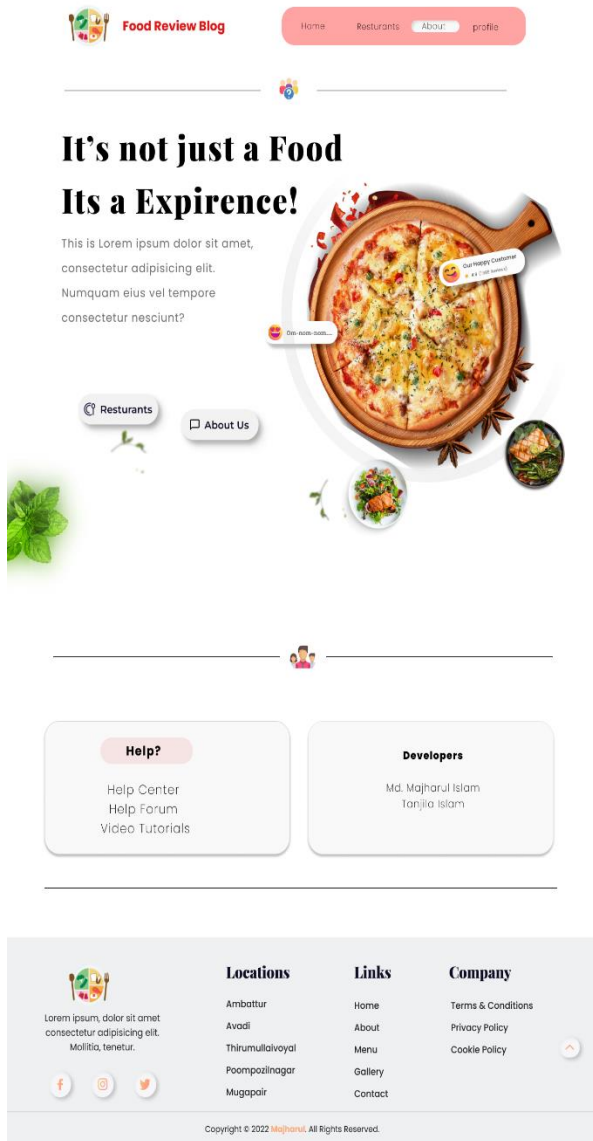 Food Review Blog
Home Resturants About profile
It's not just a Food
Its a Expirence!
This is Lorem ipsum dolor sit amet,
consectetur adipisicing elit.
Numquam eius vel tempore
consectetur nesciunt?
Our Happy Customer
Om-nom-nom...
Resturants
About Us
Help?
Help Center
Help Forum
Video Tutorials
Developers
Md. Majharul Islam
Tanjila Islam
Lorem ipsum, dolor sit amet
consectetur adipisicing elit.
Mollitia, tenetur.
Locations
Ambattur
Avadi
Thirumullaivoyal
Poompozilnagar
Mugapair
Links
Home
About
Menu
Gallery
Contact
Company
Terms & Conditions
Privacy Policy
Cookie Policy
Copyright © 2022 Majharul. All Rights Reserved.